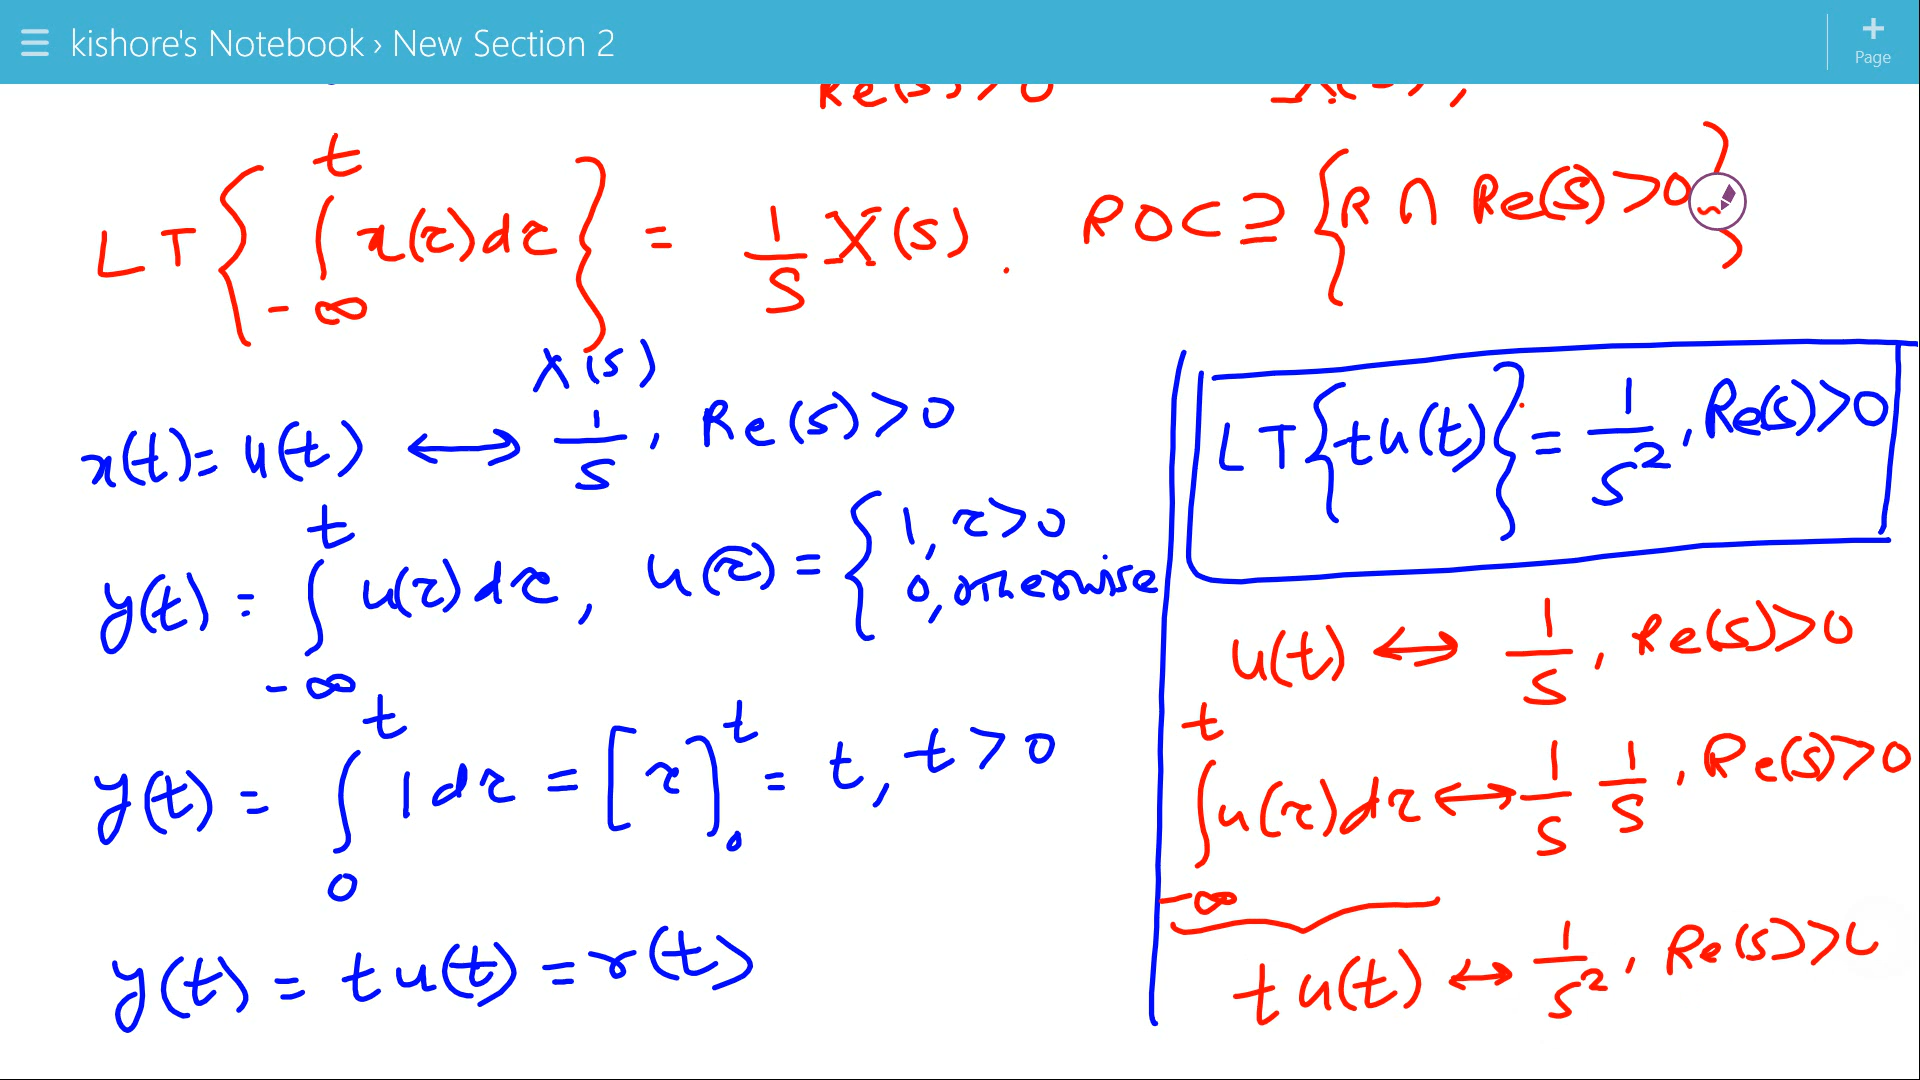 kishore's Notebook › New Section 2
Page
Re(s)>0 X(s),
LT{∫_{-∞}^{t} x(τ)dτ} = 1/s X(s). ROC ⊇ {R ∩ Re(s)>0}
X(s)
x(t)= u(t) ⟷ 1/s, Re(s)>0
y(t) = ∫_{-∞}^{t} u(τ)dτ, u(τ) = {1, τ>0
0, otherwise
y(t) = ∫_{0}^{t} 1dτ = [τ]_{0}^{t} = t, t>0
y(t) = tu(t) = r(t)
LT{tu(t)} = 1/s², Re(s)>0
u(t) ⟷ 1/s, Re(s)>0
∫_{-∞}^{t} u(τ)dτ ⟷ 1/s 1/s, Re(s)>0
tu(t) ⟷ 1/s², Re(s)>0